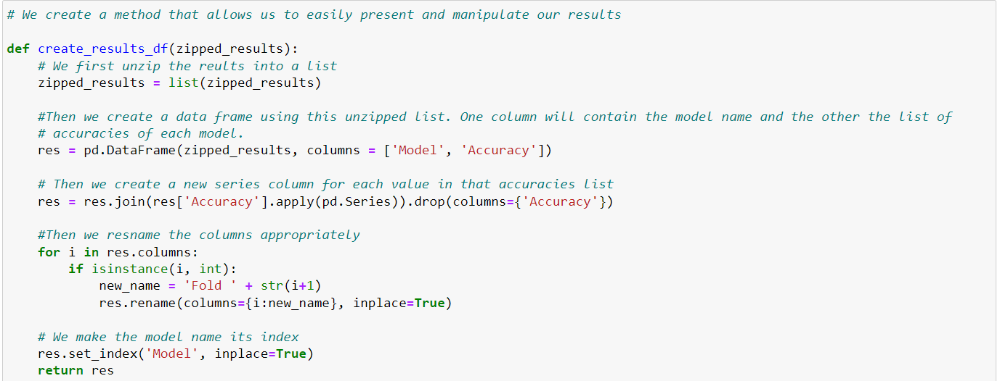 # We create a method that allows us to easily present and manipulate our results
def create_results_df(zipped_results):
    # We first unzip the reults into a list
    zipped_results = list(zipped_results)
    #Then we create a data frame using this unzipped list. One column will contain the model name and the other the list of
    # accuracies of each model.
    res = pd.DataFrame(zipped_results, columns = ['Model', 'Accuracy'])
    # Then we create a new series column for each value in that accuracies list
    res = res.join(res['Accuracy'].apply(pd.Series)).drop(columns={'Accuracy'})
    #Then we resname the columns appropriately
    for i in res.columns:
        if isinstance(i, int):
            new_name = 'Fold ' + str(i+1)
            res.rename(columns={i:new_name}, inplace=True)
    # We make the model name its index
    res.set_index('Model', inplace=True)
    return res